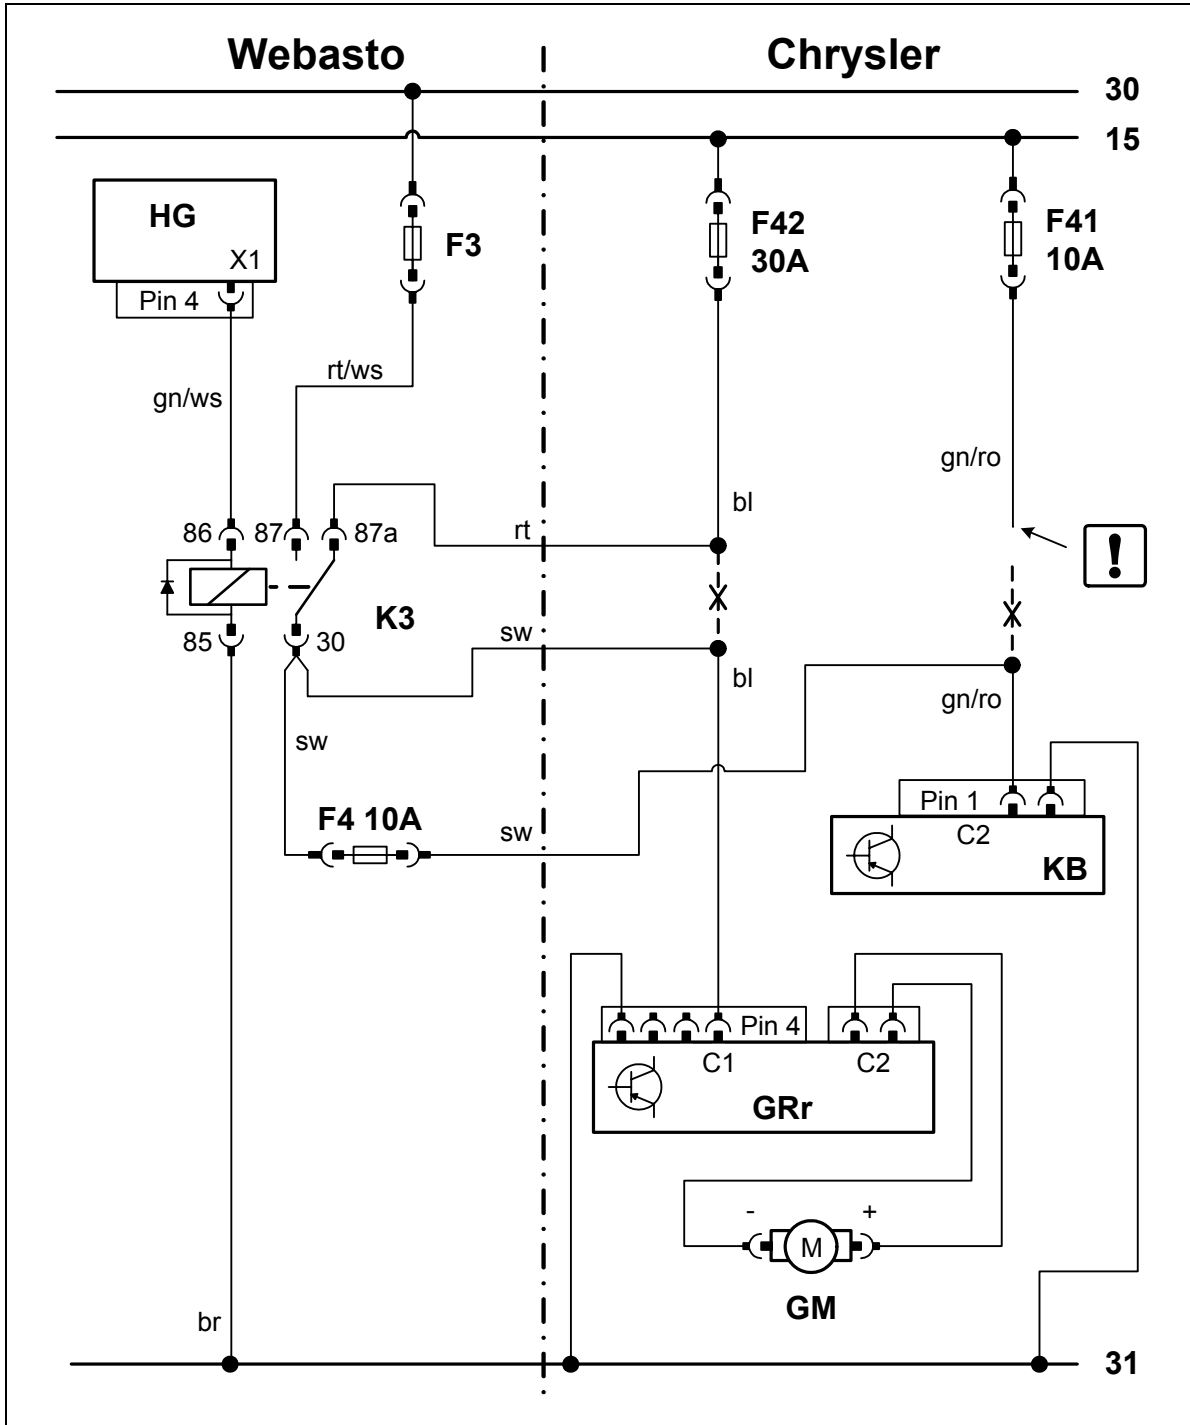 Webasto
Chrysler
30
15
HG
X1
Pin 4
F3
F42
30A
F41
10A
rt/ws
gn/ws
gn/ro
bl
86
87
87a
rt
!
K3
85
30
sw
bl
gn/ro
sw
F4 10A
sw
Pin 1
C2
KB
Pin 4
C1
C2
GRr
-
+
M
GM
br
31